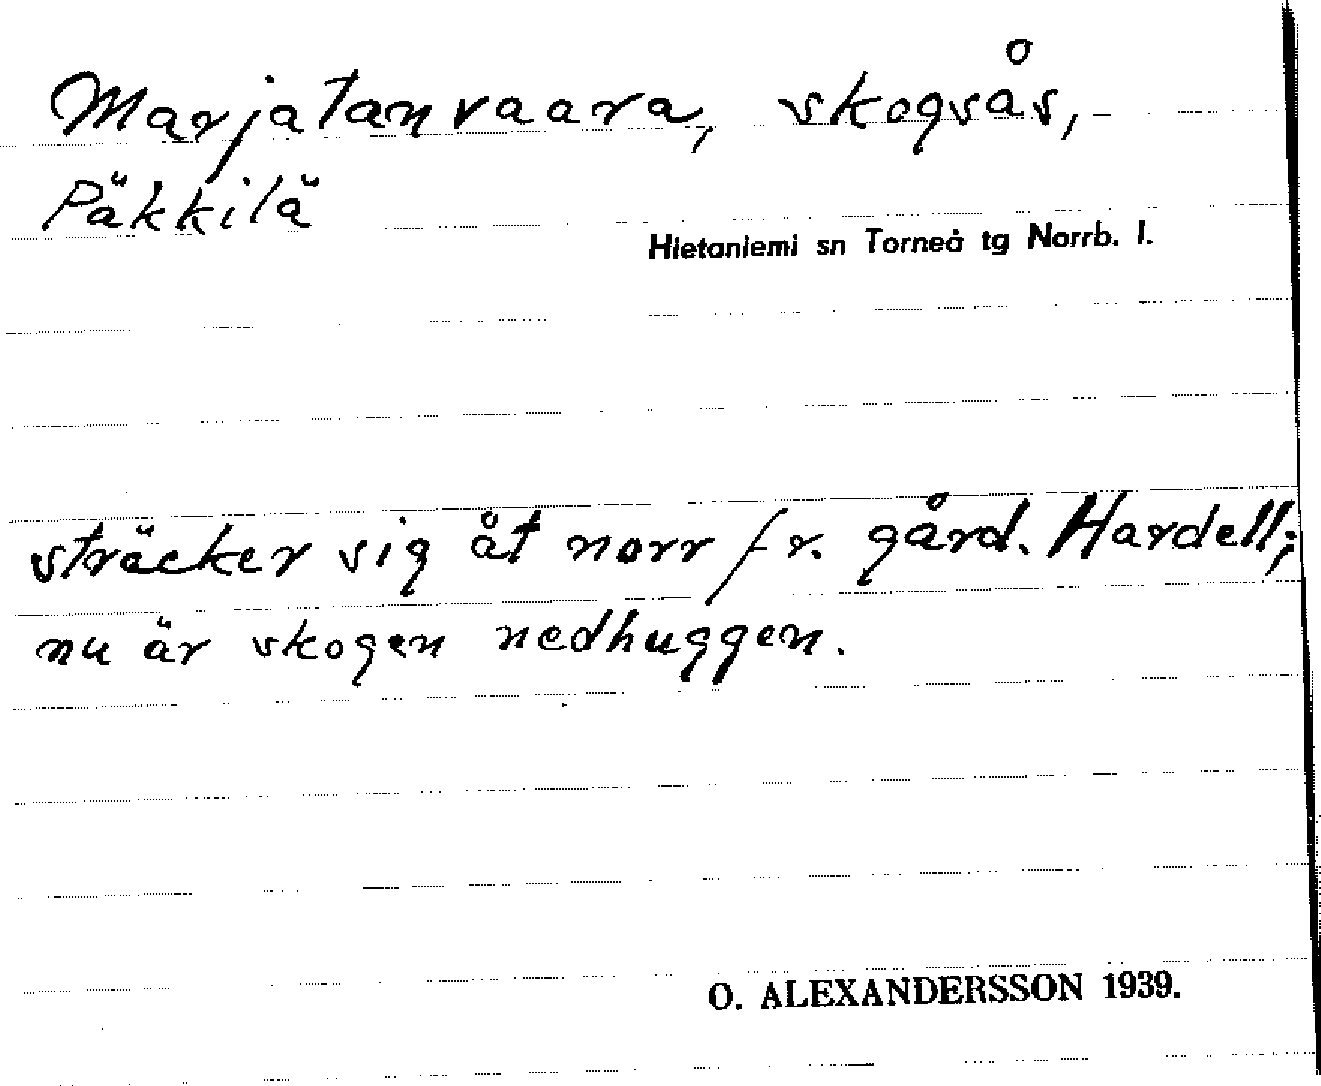 Marjatanvaara, skogsås,
Päkkilä
Hietaniemi sn Torneå tg Norrb. l.
sträcker sig åt norr fr. gård. Hardell;
nu är skogen nedhuggen.
O. ALEXANDERSSON 1939.